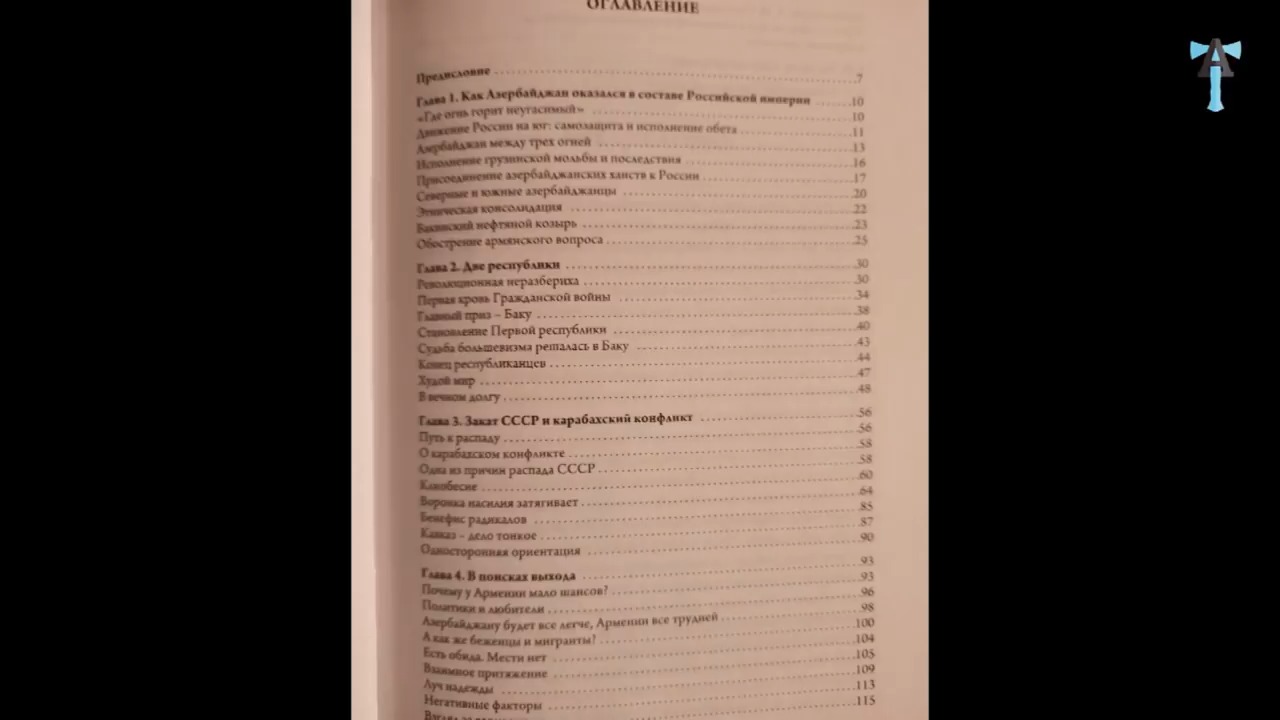 ОГЛАВЛЕНИЕ
Предисловие 7
Глава 1. Как Азербайджан оказался в составе Российской империи 10
«Где огнь горит неугасимый» 10
Движение России на юг: самозащита и исполнение обета 11
Азербайджан между трех огней 13
Исполнение грузинской мольбы и последствия 16
Присоединение азербайджанских ханств к России 17
Северные и южные азербайджанцы 20
Этническая консолидация 22
Бакинский нефтяной козырь 23
Обострение армянского вопроса 25
Глава 2. Две республики 30
Революционная неразбериха 30
Первая кровь Гражданской войны 34
Главный приз – Баку 38
Становление Первой республики 40
Судьба большевизма решалась в Баку 43
Конец республиканцев 44
Худой мир 47
В вечном долгу 48
Глава 3. Закат СССР и карабахский конфликт 56
Путь к распаду 56
О карабахском конфликте 58
Одна из причин распада СССР 58
Клиобесие 60
Воронка насилия затягивает 64
Бенефис радикалов 85
Кавказ – дело тонкое 87
Односторонняя ориентация 90
Глава 4. В поисках выхода 93
Почему у Армении мало шансов? 93
Политики и любители 96
Азербайджану будет все легче, Армении все трудней 98
А как же беженцы и мигранты? 100
Есть обида. Мести нет 104
Взаимное притяжение 105
Луч надежды 109
Негативные факторы 113
115